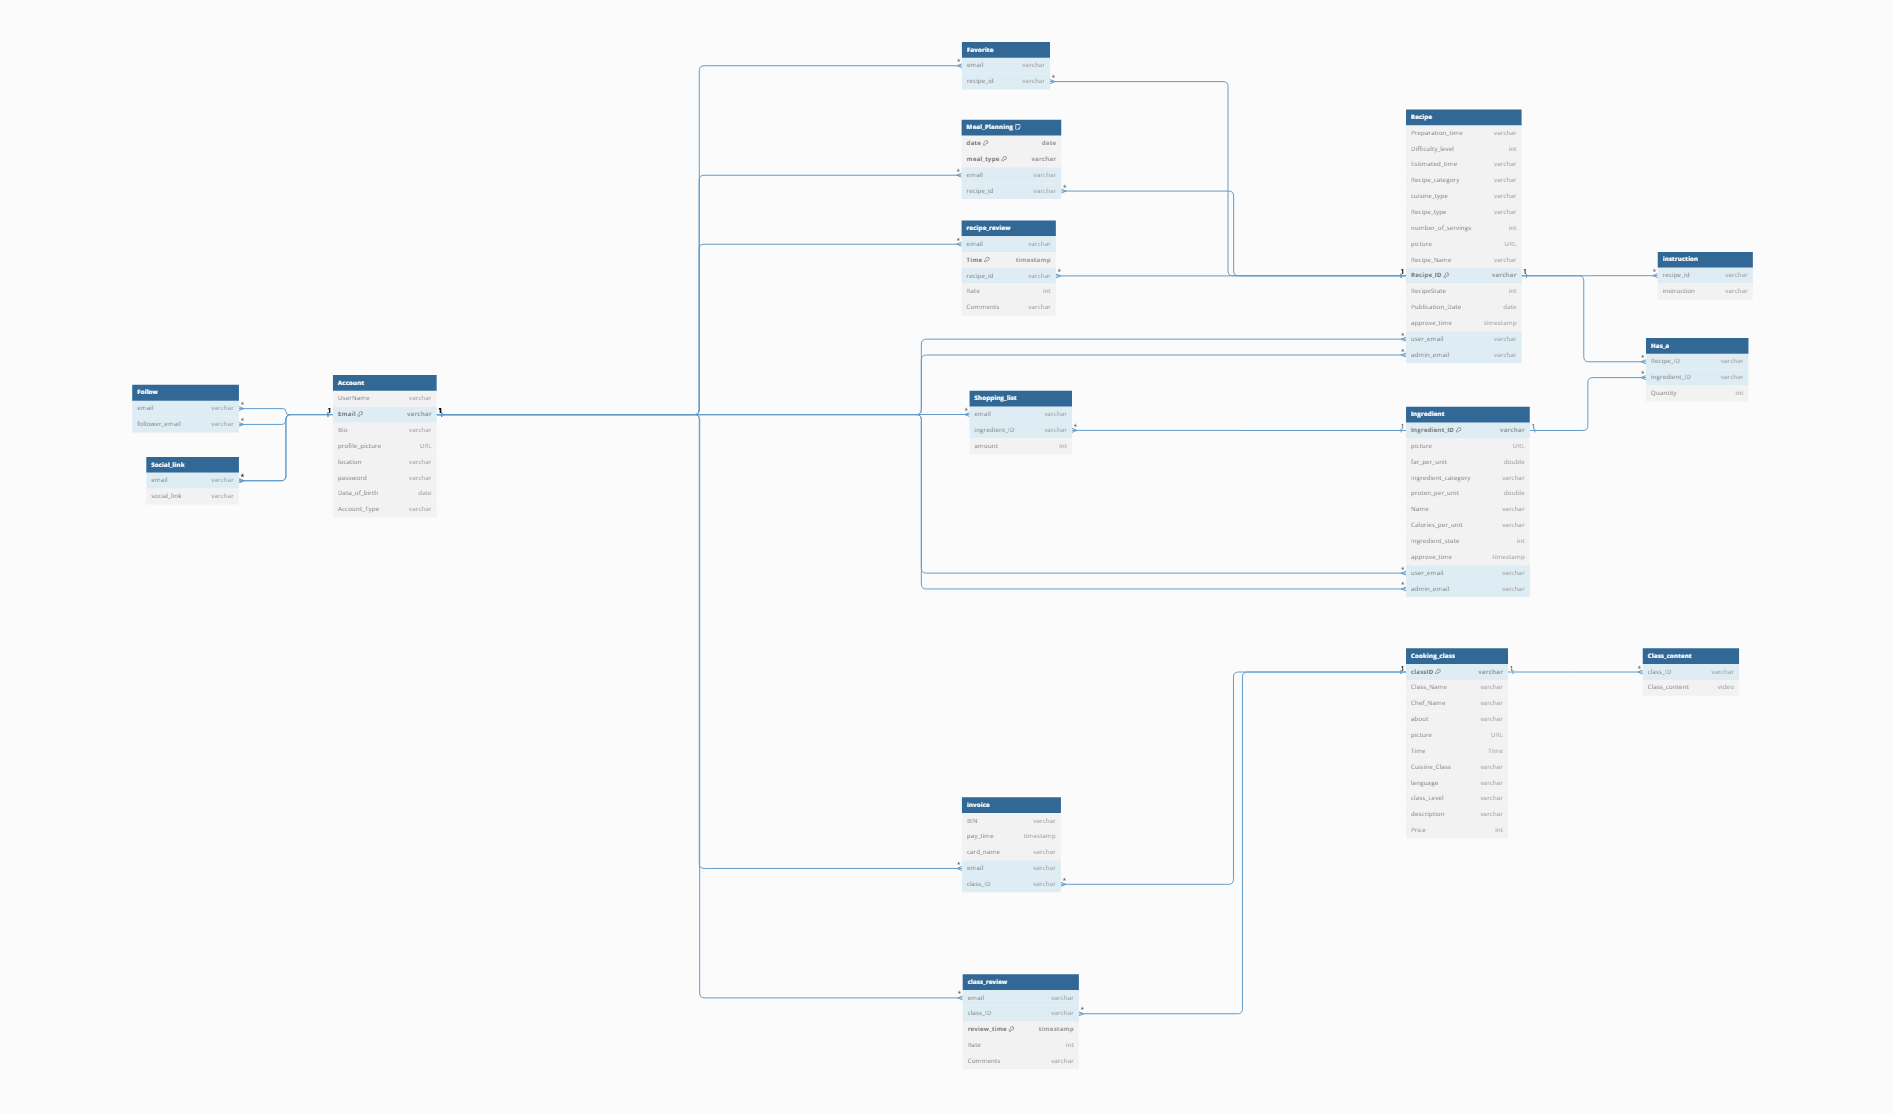 Favorite
email varchar
recipe_id varchar
Meal_Planning
date date
meal_type varchar
email varchar
recipe_id varchar
recipe_review
email varchar
Time timestamp
recipe_id varchar
Rate int
Comments varchar
Recipe
Preparation_time varchar
Difficulty_level int
Estimated_time varchar
Recipe_category varchar
cuisine_type varchar
Recipe_type varchar
number_of_servings int
picture URL
Recipe_Name varchar
Recipe_ID varchar
RecipeState int
Publication_Date date
approve_time timestamp
user_email varchar
admin_email varchar
instruction
recipe_id varchar
instruction varchar
Has_a
Recipe_ID varchar
ingredient_ID varchar
Quantity int
Follow
email varchar
follower_email varchar
Social_link
email varchar
social_link varchar
Account
UserName varchar
Email varchar
Bio varchar
profile_picture URL
location varchar
password varchar
Data_of_birth date
Account_Type varchar
Shopping_list
email varchar
ingredient_ID varchar
amount int
Ingredient
Ingredient_ID varchar
picture URL
far_per_unit double
Ingredient_category varchar
proten_per_unit double
Name varchar
Calories_per_unit varchar
Ingredient_state int
approve_time timestamp
user_email varchar
admin_email varchar
Cooking_class
classID varchar
Class_Name varchar
Chef_Name varchar
about varchar
picture URL
Time Time
Cuisine_Class varchar
language varchar
class_Level varchar
description varchar
Price int
Class_content
class_ID varchar
Class_content video
invoice
BIN varchar
pay_time timestamp
card_name varchar
email varchar
class_ID varchar
class_review
email varchar
class_ID varchar
review_time timestamp
Rate int
Comments varchar